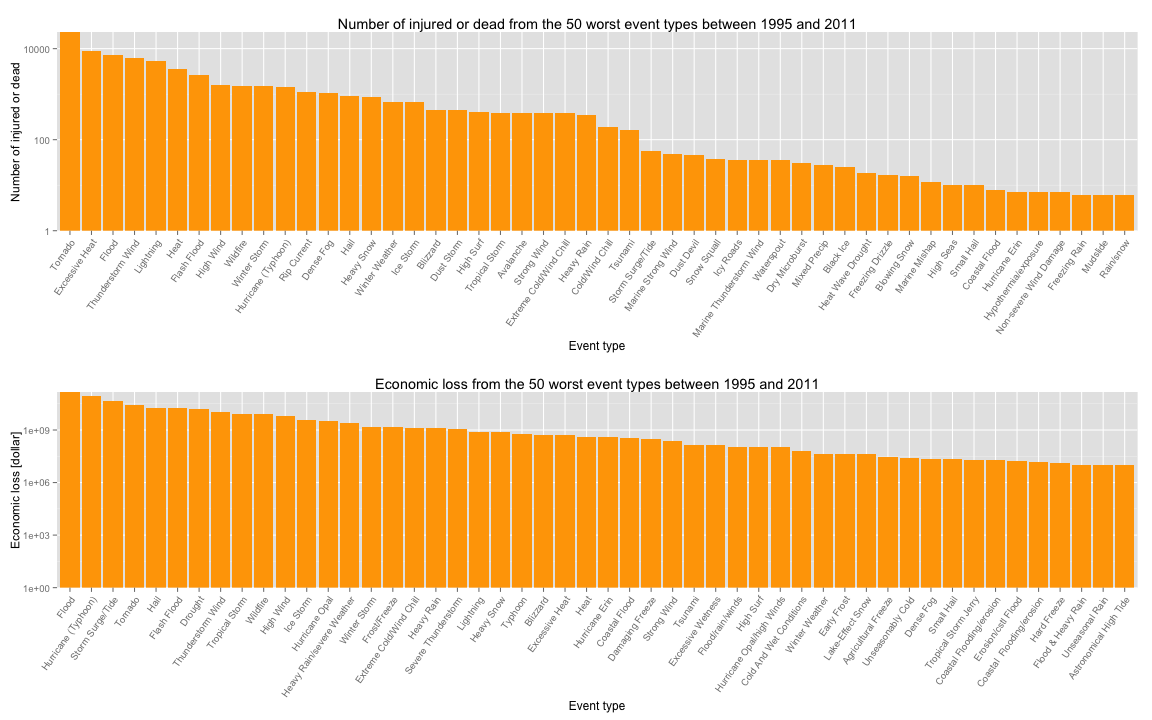 Number of injured or dead from the 50 worst event types between 1995 and 2011
Number of injured or dead
10000
100
1
Tornado
Excessive Heat
Flood
Thunderstorm Wind
Lightning
Heat
Flash Flood
High Wind
Wildfire
Winter Storm
Hurricane (Typhoon)
Rip Current
Dense Fog
Hail
Heavy Snow
Winter Weather
Ice Storm
Blizzard
Dust Storm
High Surf
Tropical Storm
Avalanche
Strong Wind
Extreme Cold/Wind Chill
Heavy Rain
Cold/Wind Chill
Tsunami
Storm Surge/Tide
Marine Strong Wind
Dust Devil
Snow Squall
Icy Roads
Marine Thunderstorm Wind
Waterspout
Dry Microburst
Mixed Precip
Black Ice
Heat Wave Drought
Freezing Drizzle
Blowing Snow
Marine Mishap
High Seas
Small Hail
Coastal Flood
Hurricane Erin
Hypothermia/exposure
Non-severe Wind Damage
Freezing Rain
Mudslide
Rain/snow
Event type
Economic loss from the 50 worst event types between 1995 and 2011
Economic loss [dollar]
1e+09
1e+06
1e+03
1e+00
Flood
Hurricane (Typhoon)
Storm Surge/Tide
Tornado
Hail
Flash Flood
Drought
Thunderstorm Wind
Tropical Storm
Wildfire
High Wind
Ice Storm
Hurricane Opal
Heavy Rain/severe Weather
Winter Storm
Frost/Freeze
Extreme Cold/Wind Chill
Heavy Rain
Severe Thunderstorm
Lightning
Heavy Snow
Typhoon
Blizzard
Excessive Heat
Heat
Hurricane Erin
Coastal Flood
Damaging Freeze
Strong Wind
Tsunami
Excessive Wetness
Flood/rain/winds
High Surf
Hurricane Opal/high Winds
Cold And Wet Conditions
Winter Weather
Early Frost
Lake-Effect Snow
Agricultural Freeze
Unseasonably Cold
Dense Fog
Small Hail
Tropical Storm Jerry
Coastal Flooding/erosion
Erosion/cstl Flood
Coastal  Flooding/erosion
Hard Freeze
Flood & Heavy Rain
Unseasonal Rain
Astronomical High Tide
Event type